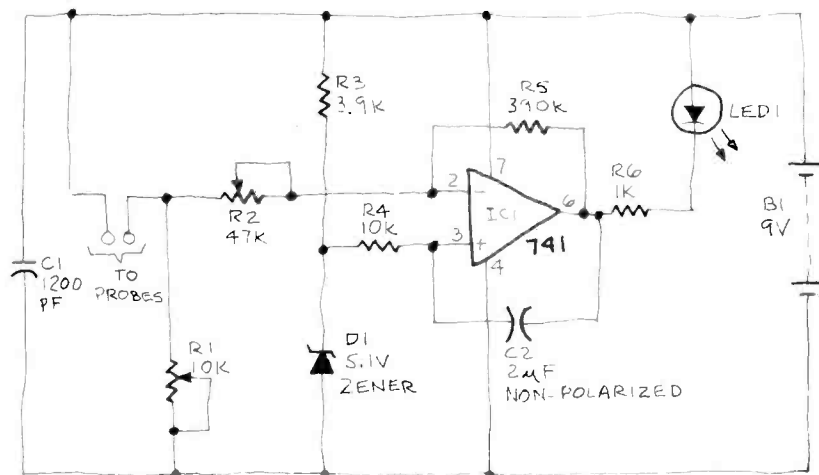 R3
3.9K
R5
390K
LED1
7
2
-
6
R6
1K
IC1
741
R2
47K
R4
10K
3
+
4
B1
9V
C1
1200
PF
TO
PROBES
R1
10K
D1
5.1V
ZENER
C2
2µF
NON-POLARIZED